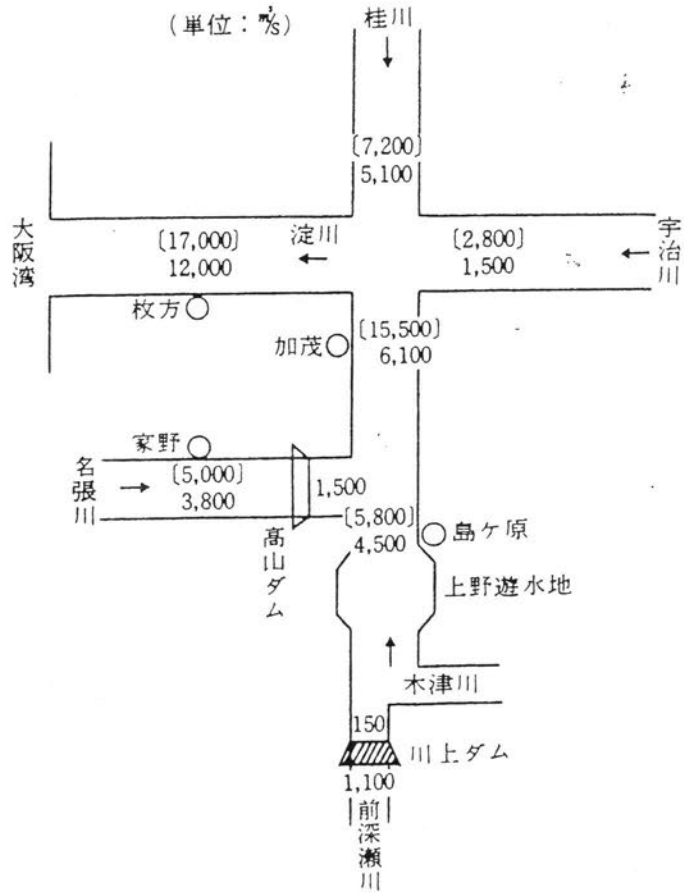 (単位：㎥/s)
桂川
〔7,200〕
5,100
大阪湾
〔17,000〕
12,000
淀川
〔2,800〕
1,500
宇治川
枚方
加茂
〔15,500〕
6,100
家野
名張川
〔5,000〕
3,800
1,500
高山ダム
〔5,800〕
4,500
島ケ原
上野遊水地
木津川
150
川上ダム
1,100
前深瀬川